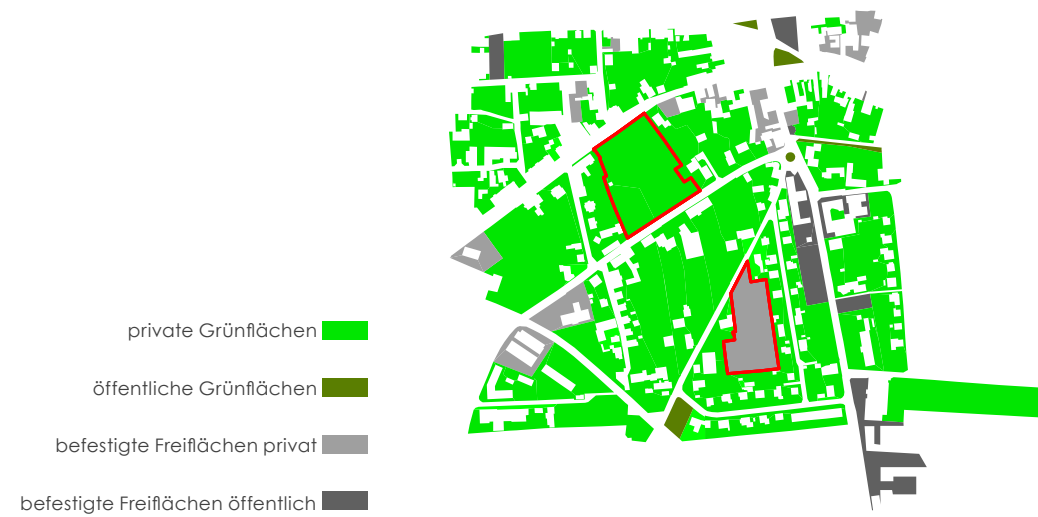 private Grünflächen
öffentliche Grünflächen
befestigte Freiflächen privat
befestigte Freiflächen öffentlich